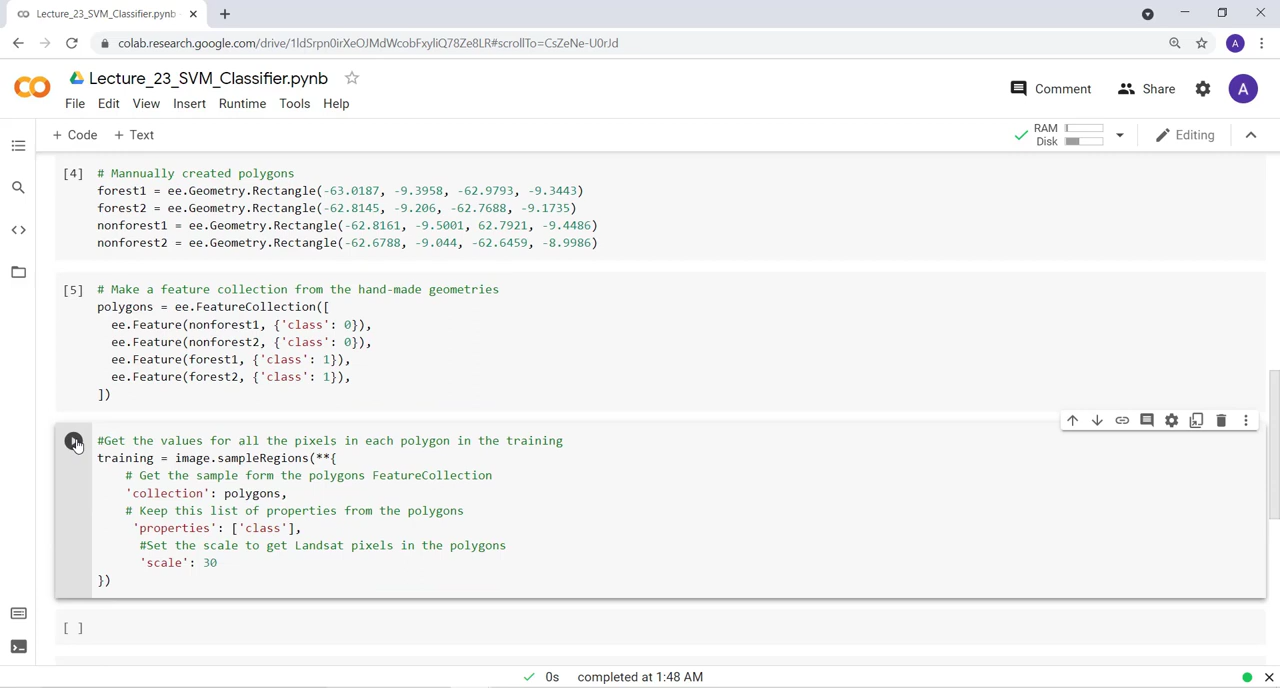 Lecture_23_SVM_Classifier.pynb
colab.research.google.com/drive/1ldSrpn0irXeOJMdWcobFxyliQ78Ze8LR#scrollTo=CsZeNe-U0rJd
A
Lecture_23_SVM_Classifier.pynb
File Edit View Insert Runtime Tools Help
Comment Share A
+ Code + Text
RAM
Disk
Editing
[4] # Mannually created polygons
forest1 = ee.Geometry.Rectangle(-63.0187, -9.3958, -62.9793, -9.3443)
forest2 = ee.Geometry.Rectangle(-62.8145, -9.206, -62.7688, -9.1735)
nonforest1 = ee.Geometry.Rectangle(-62.8161, -9.5001, 62.7921, -9.4486)
nonforest2 = ee.Geometry.Rectangle(-62.6788, -9.044, -62.6459, -8.9986)
[5] # Make a feature collection from the hand-made geometries
polygons = ee.FeatureCollection([
ee.Feature(nonforest1, {'class': 0}),
ee.Feature(nonforest2, {'class': 0}),
ee.Feature(forest1, {'class': 1}),
ee.Feature(forest2, {'class': 1}),
])
#Get the values for all the pixels in each polygon in the training
training = image.sampleRegions(**{
# Get the sample form the polygons FeatureCollection
'collection': polygons,
# Keep this list of properties from the polygons
'properties': ['class'],
#Set the scale to get Landsat pixels in the polygons
'scale': 30
})
[ ]
0s completed at 1:48 AM